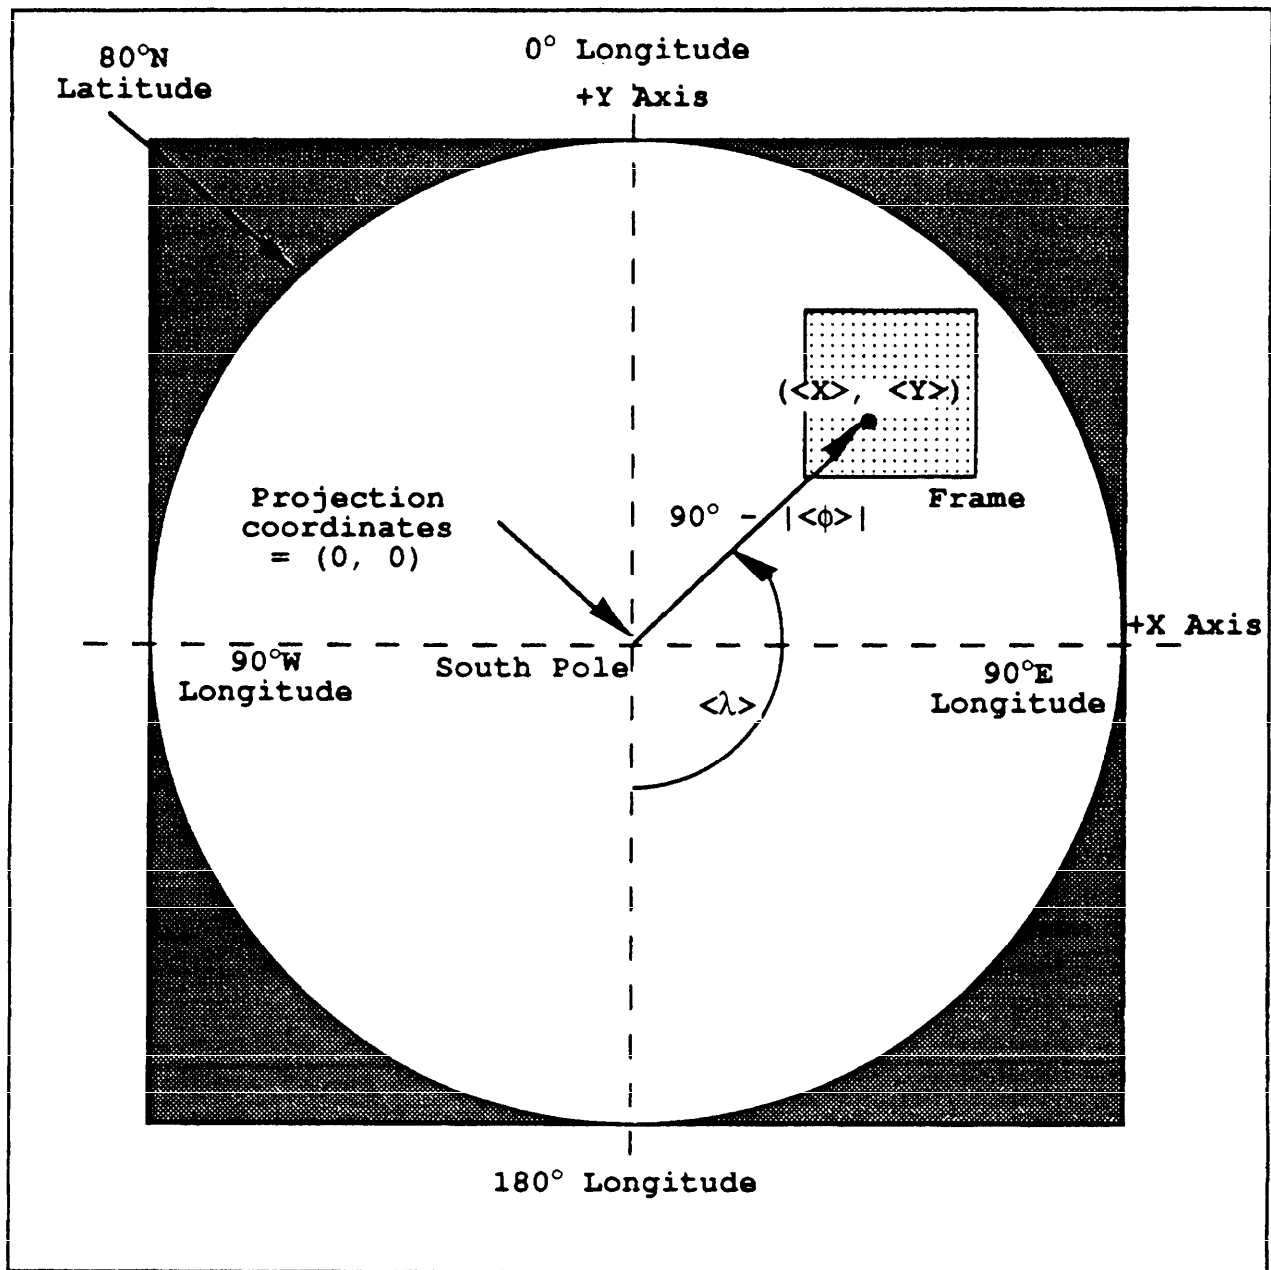 80°N
Latitude
0° Longitude
+Y Axis
(<X>, <Y>)
Projection
coordinates
= (0, 0)
90° - |<ϕ>|
Frame
+X Axis
90°W
Longitude
South Pole
90°E
Longitude
<λ>
180° Longitude